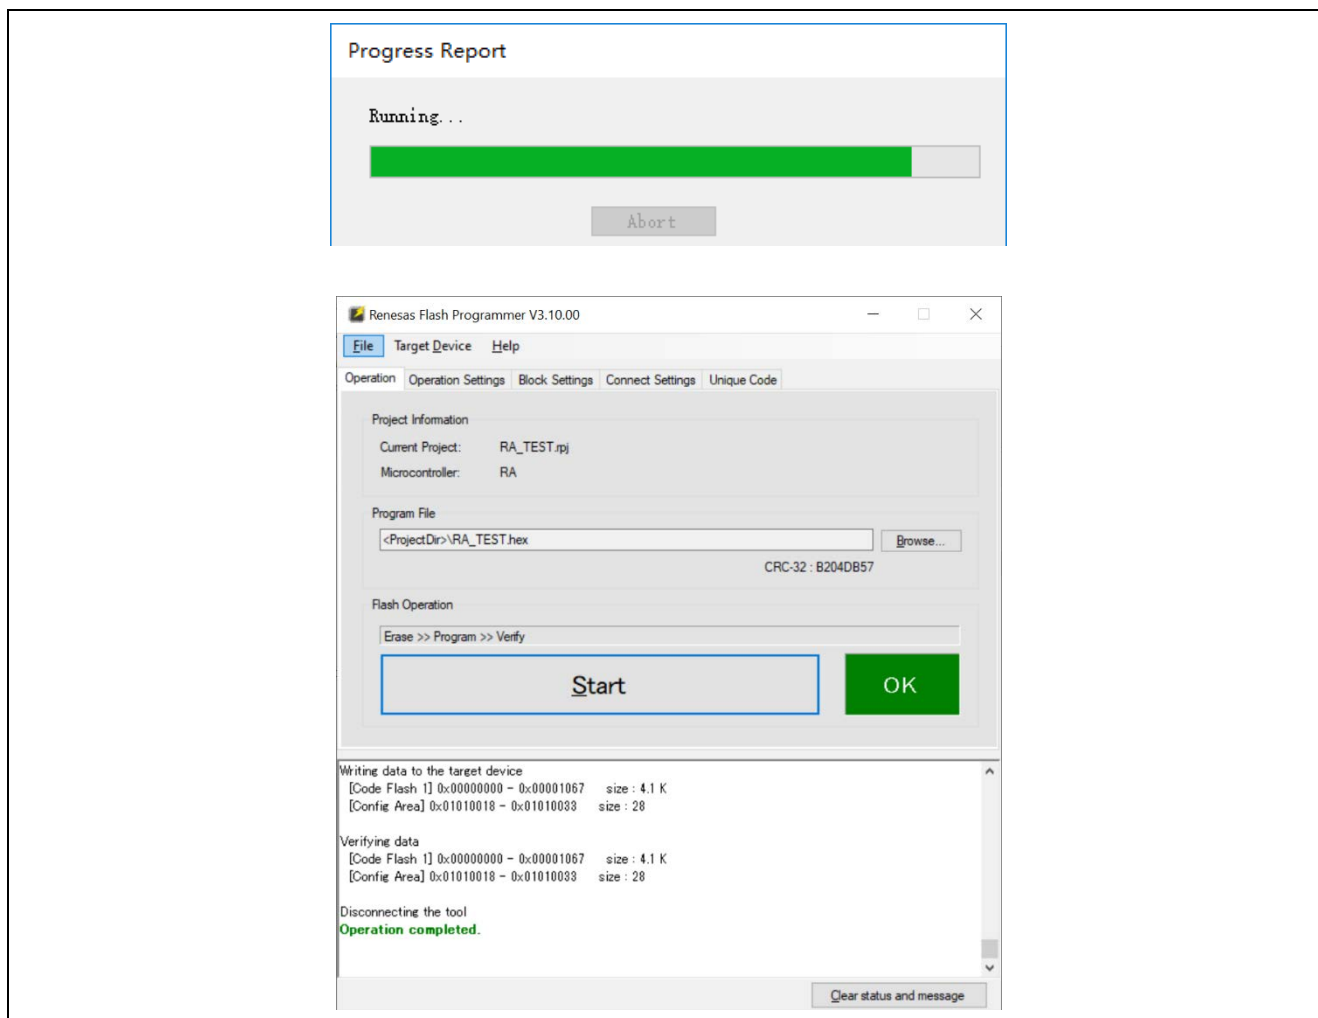 Progress Report
Running...
Abort
Renesas Flash Programmer V3.10.00
File Target Device Help
Operation Operation Settings Block Settings Connect Settings Unique Code
Project Information
Current Project: RA_TEST.rpj
Microcontroller: RA
Program File
<ProjectDir>\RA_TEST.hex Browse...
CRC-32 : B204DB57
Flash Operation
Erase >> Program >> Verify
Start OK
Writing data to the target device
[Code Flash 1] 0x00000000 - 0x00001067 size : 4.1 K
[Config Area] 0x01010018 - 0x01010033 size : 28
Verifying data
[Code Flash 1] 0x00000000 - 0x00001067 size : 4.1 K
[Config Area] 0x01010018 - 0x01010033 size : 28
Disconnecting the tool
Operation completed.
Clear status and message